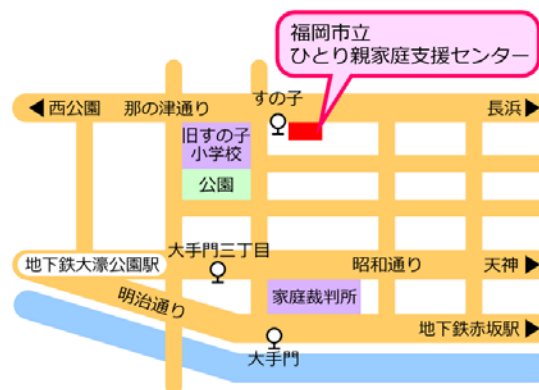 福岡市立
ひとり親家庭支援センター
◀西公園
那の津通り
すの子
長浜▶
旧すの子
小学校
公園
大手門三丁目
地下鉄大濠公園駅
昭和通り
天神▶
明治通り
家庭裁判所
地下鉄赤坂駅▶
大手門